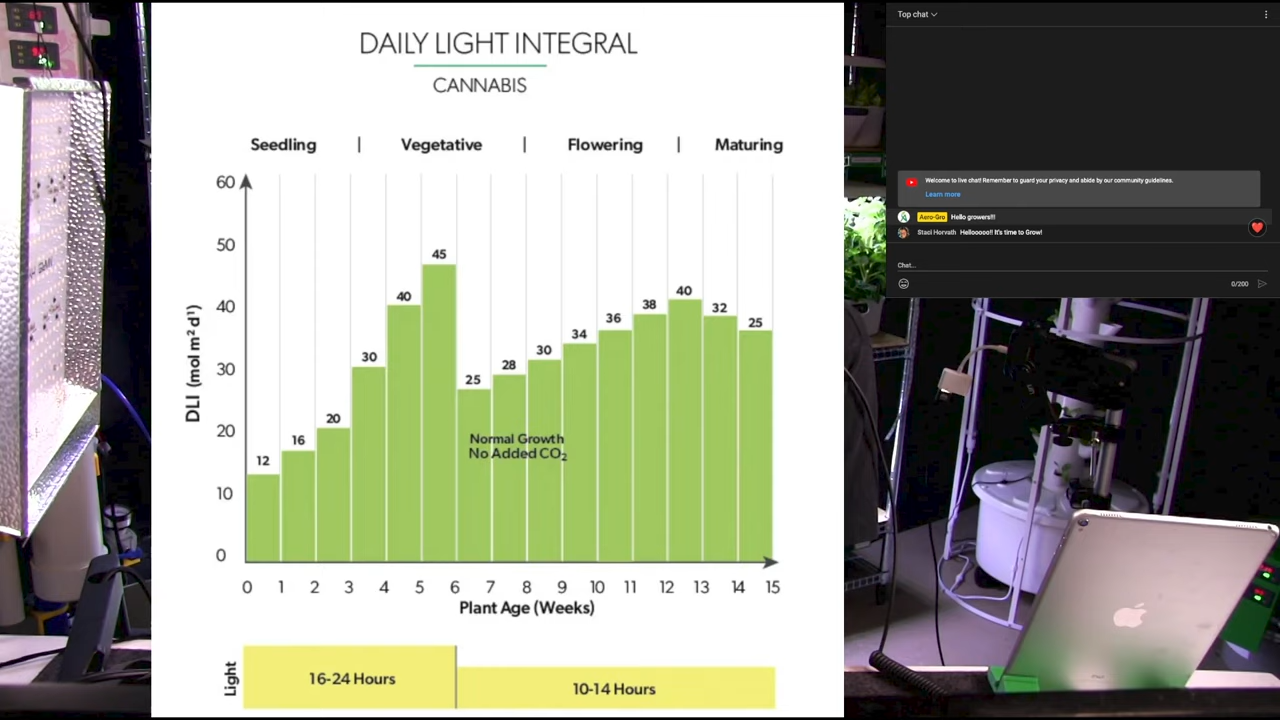 DAILY LIGHT INTEGRAL
CANNABIS
Seedling | Vegetative | Flowering | Maturing
60
50
40
30
20
10
0
DLI (mol m² d¹)
12
16
20
30
40
45
25
28
30
34
36
38
40
32
25
Normal Growth
No Added CO₂
0 1 2 3 4 5 6 7 8 9 10 11 12 13 14 15
Plant Age (Weeks)
Light
16-24 Hours
10-14 Hours
Top chat
Welcome to live chat! Remember to guard your privacy and abide by our community guidelines.
Learn more
Aero-Gro Hello growers!!!
Staci Horvath Hellooooo!! It's time to Grow!
Chat...
0/200
iPad